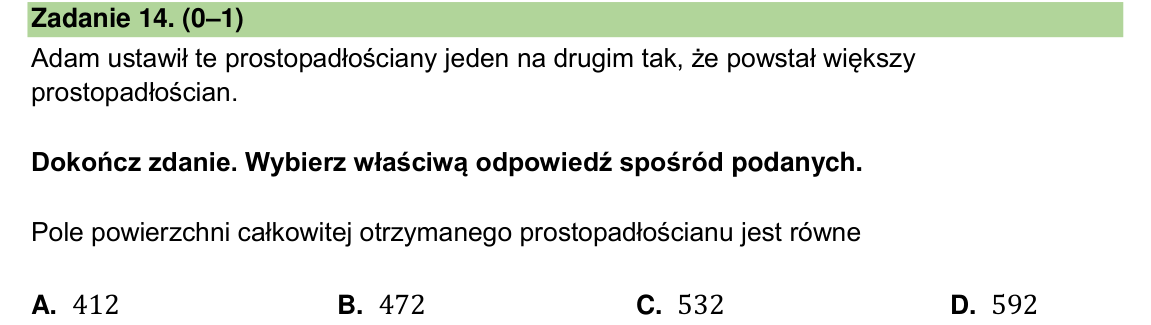 Zadanie 14. (0–1)
Adam ustawił te prostopadłościany jeden na drugim tak, że powstał większy
prostopadłościan.
Dokończ zdanie. Wybierz właściwą odpowiedź spośród podanych.
Pole powierzchni całkowitej otrzymanego prostopadłościanu jest równe
A. 412 B. 472 C. 532 D. 592